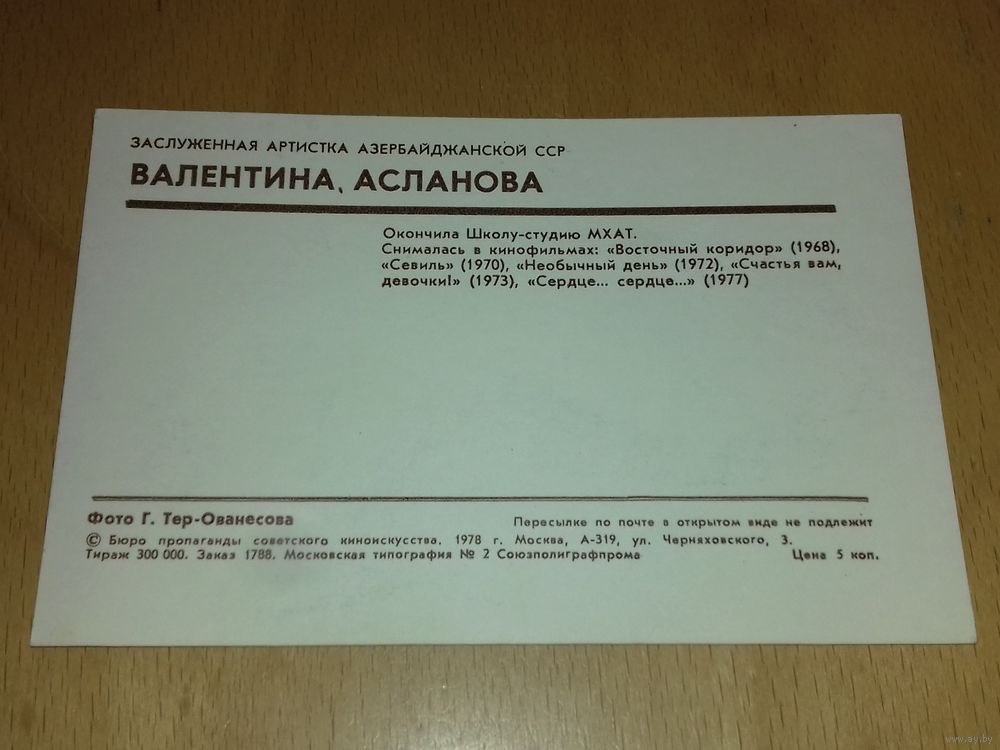 ЗАСЛУЖЕННАЯ АРТИСТКА АЗЕРБАЙДЖАНСКОЙ ССР
ВАЛЕНТИНА АСЛАНОВА
Окончила Школу-студию МХАТ.
Снималась в кинофильмах: «Восточный коридор» (1968),
«Севиль» (1970), «Необычный день» (1972), «Счастья вам,
девочки!» (1973), «Сердце... сердце...» (1977)
Фото Г. Тер-Ованесова
Пересылке по почте в открытом виде не подлежит
© Бюро пропаганды советского киноискусства. 1978 г. Москва, А-319, ул. Черняховского, 3.
Тираж 300 000. Заказ 1788. Московская типография № 2 Союзполиграфпрома Цена 5 коп.
www.ay.by